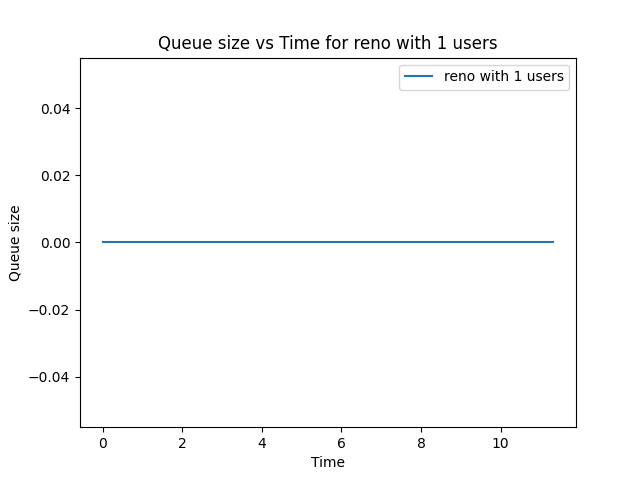 Queue size vs Time for reno with 1 users
reno with 1 users
0.04
0.02
0.00
−0.02
−0.04
Queue size
0 2 4 6 8 10
Time